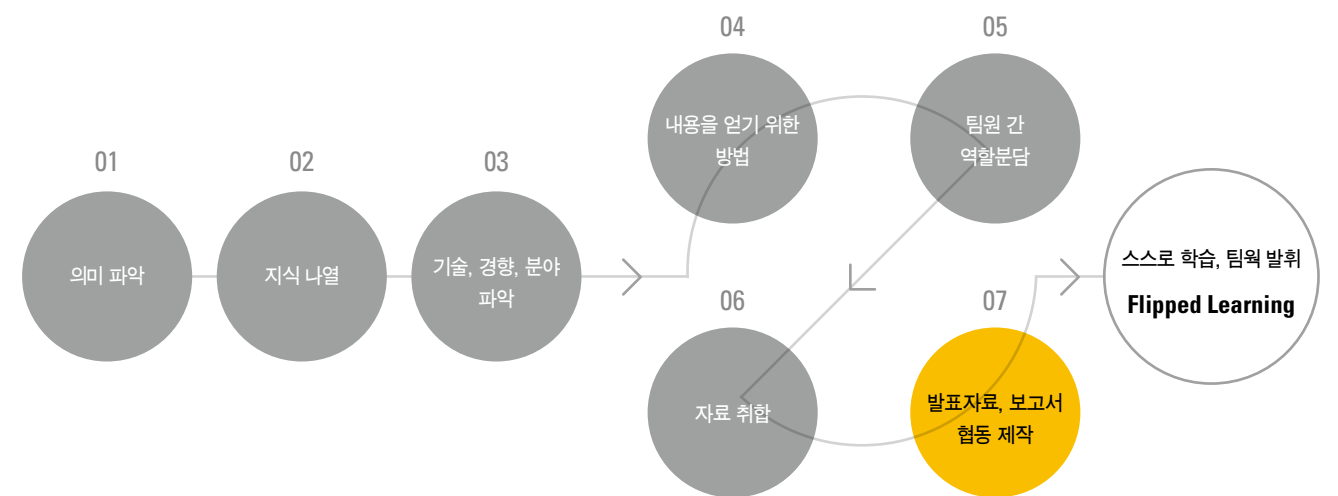 01
의미 파악
02
지식 나열
03
기술, 경향, 분야
파악
04
내용을 얻기 위한
방법
05
팀원 간
역할분담
06
자료 취합
07
발표자료, 보고서
협동 제작
스스로 학습, 팀웍 발휘
Flipped Learning